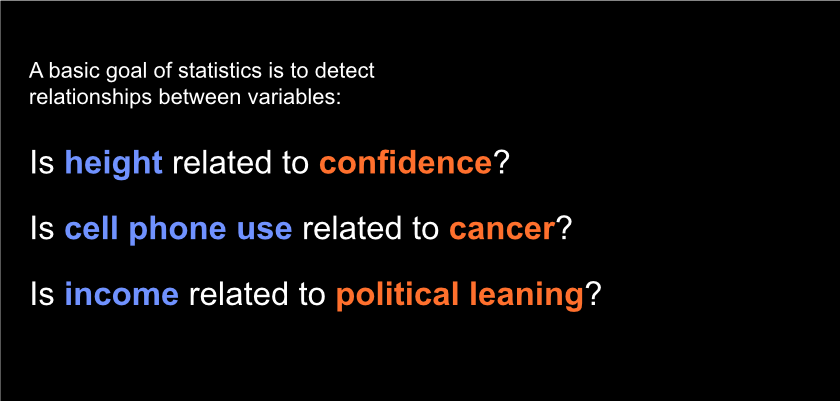 A basic goal of statistics is to detect
relationships between variables:
Is height related to confidence?
Is cell phone use related to cancer?
Is income related to political leaning?